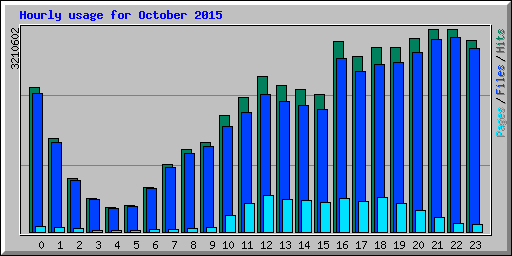 Hourly usage for October 2015
3210602
Pages/Files/Hits
0 1 2 3 4 5 6 7 8 9 10 11 12 13 14 15 16 17 18 19 20 21 22 23